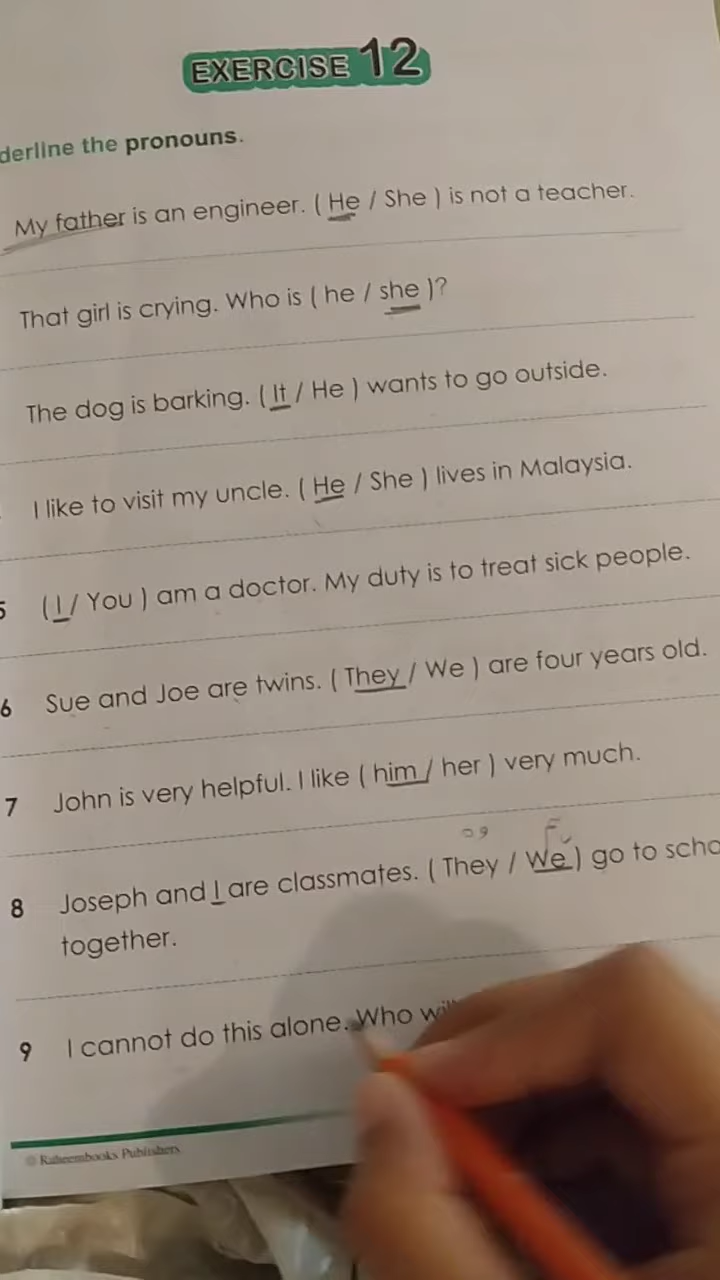 EXERCISE 12
derline the pronouns.
My father is an engineer. ( He / She ) is not a teacher.
That girl is crying. Who is ( he / she )?
The dog is barking. ( It / He ) wants to go outside.
I like to visit my uncle. ( He / She ) lives in Malaysia.
5 ( I / You ) am a doctor. My duty is to treat sick people.
6 Sue and Joe are twins. ( They / We ) are four years old.
7 John is very helpful. I like ( him / her ) very much.
8 Joseph and I are classmates. ( They / We ) go to scho
together.
9 I cannot do this alone. Who
© Raheembooks Publishers